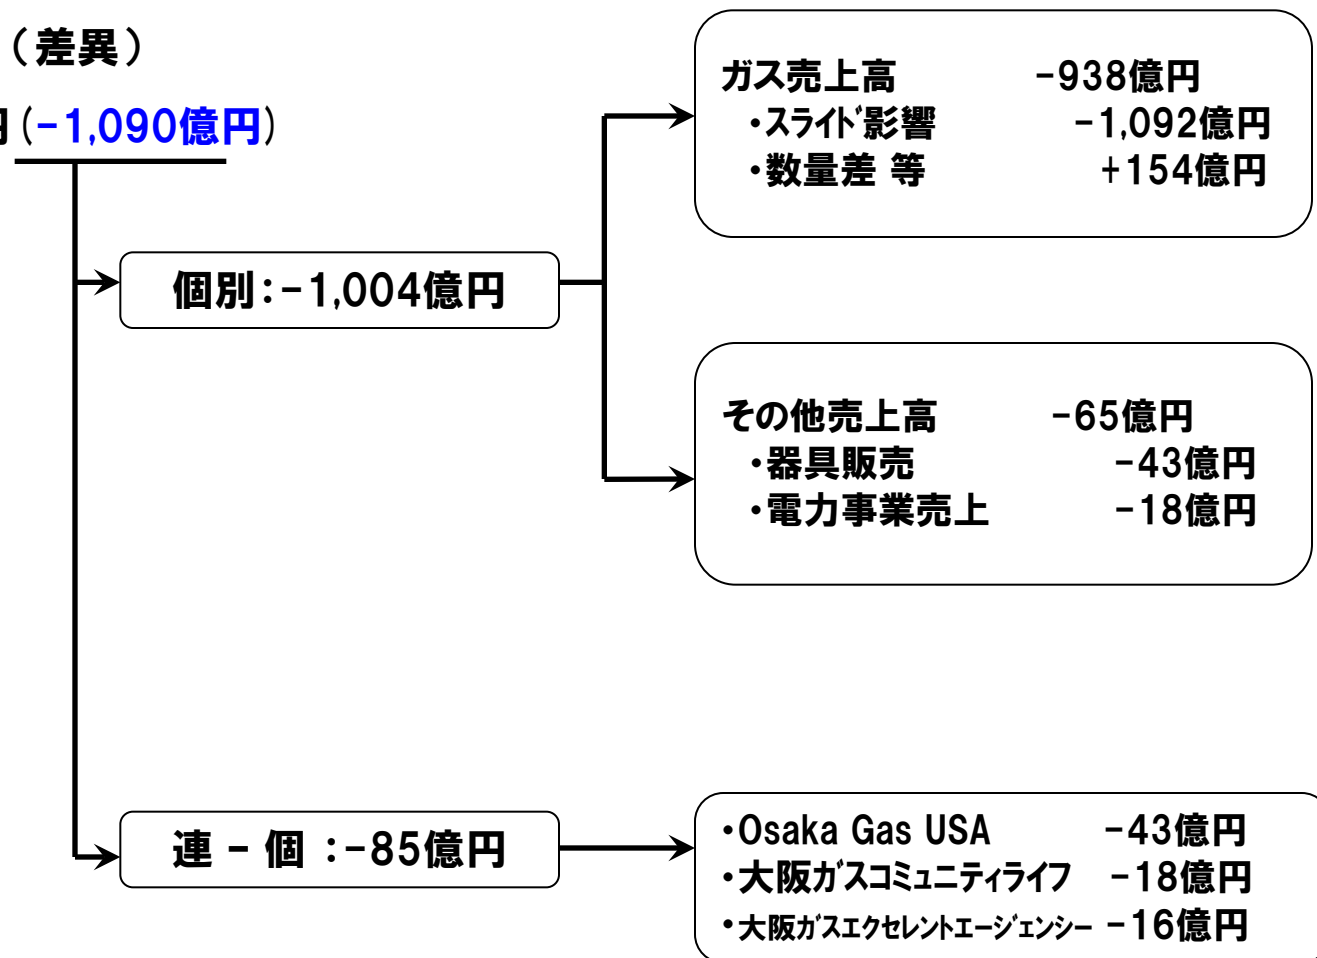 （差異）
円（-1,090億円）
個別：-1,004億円
ガス売上高 -938億円
・スライド影響 -1,092億円
・数量差 等 +154億円
その他売上高 -65億円
・器具販売 -43億円
・電力事業売上 -18億円
連 - 個 ：-85億円
・Osaka Gas USA -43億円
・大阪ガスコミュニティライフ -18億円
・大阪ガスエクセレントエージェンシー -16億円